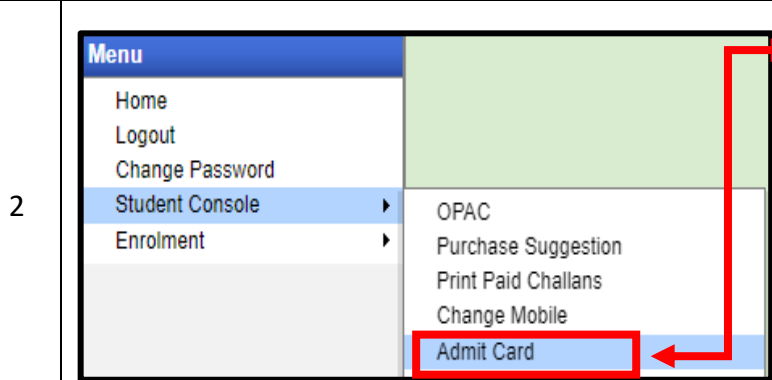 2
Menu
Home
Logout
Change Password
Student Console
Enrolment
OPAC
Purchase Suggestion
Print Paid Challans
Change Mobile
Admit Card